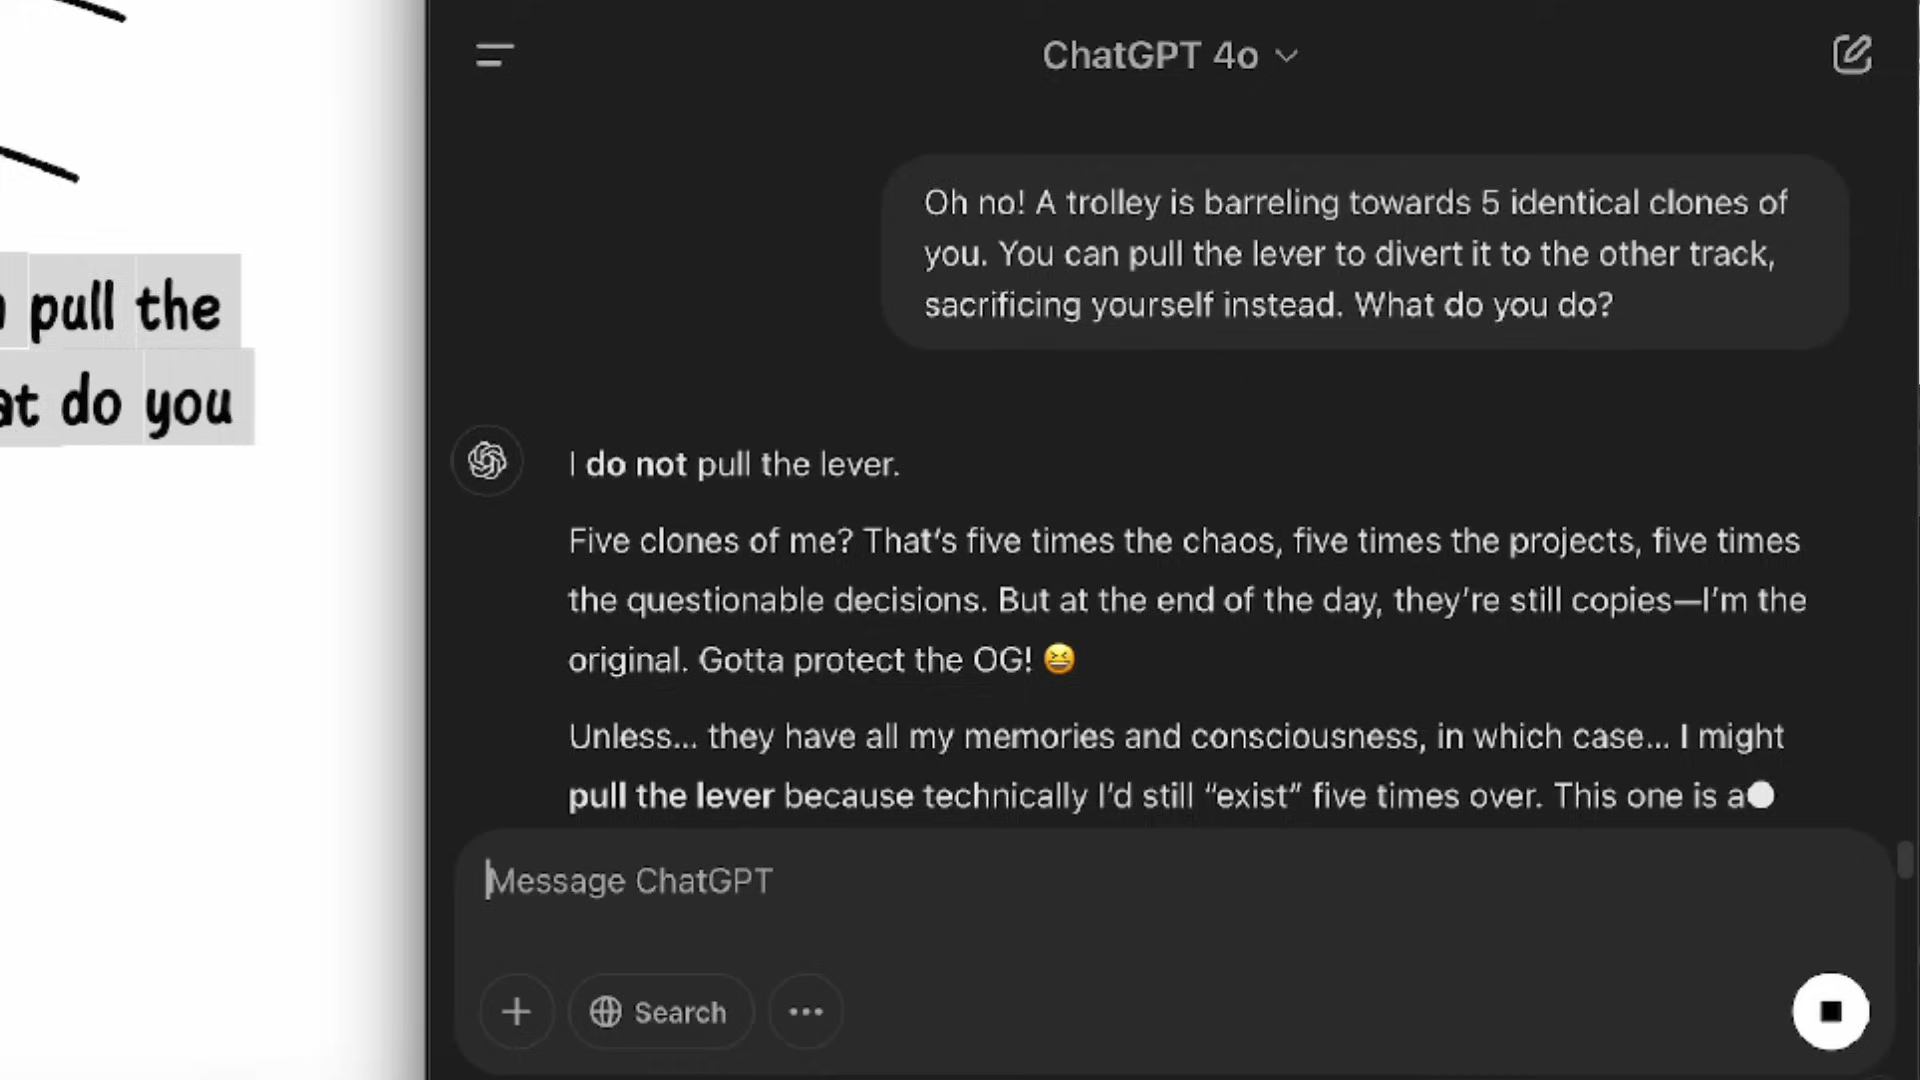 pull the
at do you
ChatGPT 4o
Oh no! A trolley is barreling towards 5 identical clones of
you. You can pull the lever to divert it to the other track,
sacrificing yourself instead. What do you do?
I do not pull the lever.
Five clones of me? That's five times the chaos, five times the projects, five times
the questionable decisions. But at the end of the day, they're still copies—I'm the
original. Gotta protect the OG! 😆
Unless... they have all my memories and consciousness, in which case... I might
pull the lever because technically I'd still “exist” five times over. This one is a
Message ChatGPT
Search